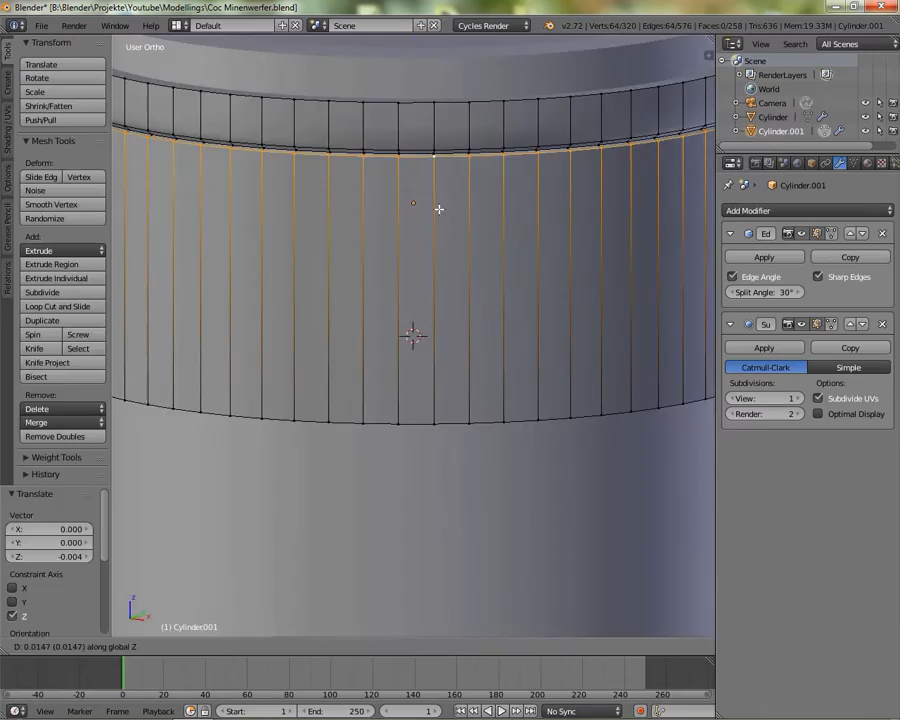 Blender* [B:\Blender\Projekte\Youtube\Modellings\Coc Minenwerfer.blend]
File Render Window Help Default Scene Cycles Render v2.72 | Verts:64/320 | Edges:64/576 | Faces:0/258 | Tris:636 | Mem:19.33M | Cylinder.001
Tools
Create
Shading / UVs
Options
Grease Pencil
Relations
Transform
Translate
Rotate
Scale
Shrink/Fatten
Push/Pull
Mesh Tools
Deform:
Slide Edg Vertex
Noise
Smooth Vertex
Randomize
Add:
Extrude
Extrude Region
Extrude Individual
Subdivide
Loop Cut and Slide
Duplicate
Spin Screw
Knife Select
Knife Project
Bisect
Remove:
Delete
Merge
Remove Doubles
Weight Tools
History
Translate
Vector
X: 0.000
Y: 0.000
Z: -0.004
Constraint Axis
X
Y
Z
Orientation
User Ortho
z
x
(1) Cylinder.001
D: 0.0147 (0.0147) along global Z
View Search All Scenes
Scene
RenderLayers
World
Camera
Cylinder
Cylinder.001
Cylinder.001
Add Modifier
Ed
Apply Copy
Edge Angle Sharp Edges
Split Angle: 30°
Su
Apply Copy
Catmull-Clark Simple
Subdivisions: Options:
View: 1 Subdivide UVs
Render: 2 Optimal Display
-40 -20 0 20 40 60 80 100 120 140 160 180 200 220 240 260
View Marker Frame Playback Start: 1 End: 250 1 No Sync